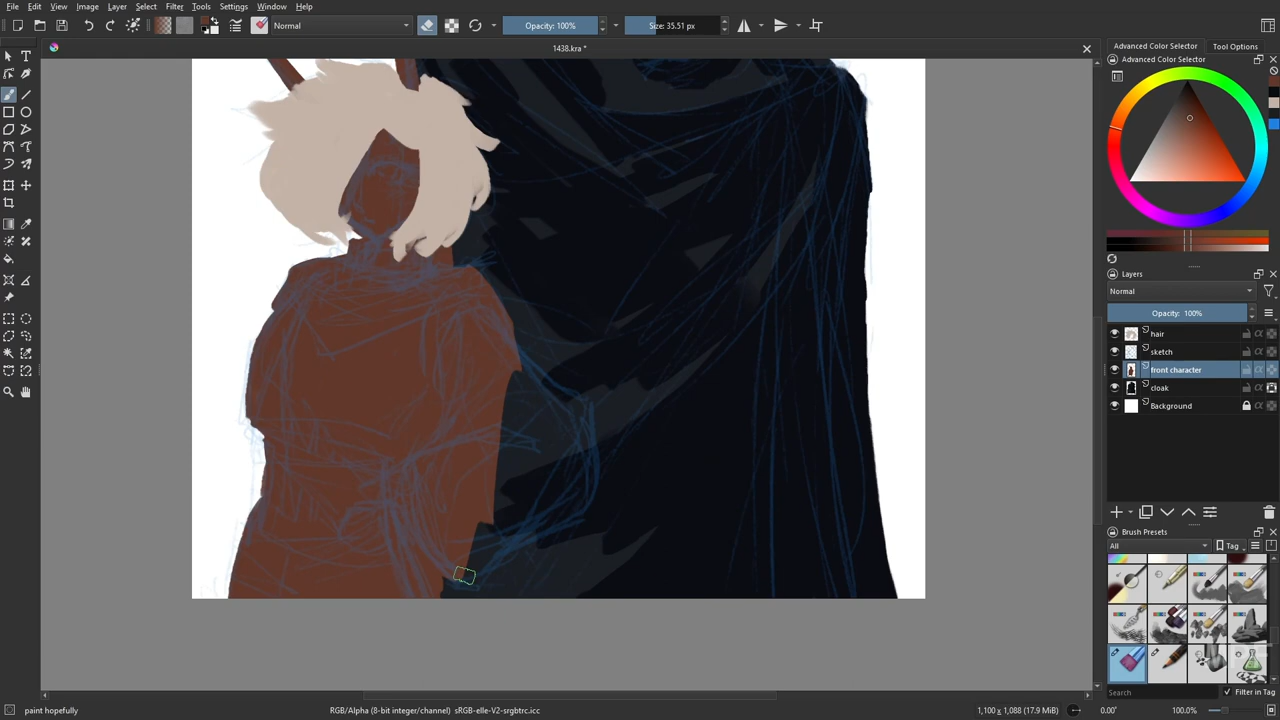 File Edit View Image Layer Select Filter Tools Settings Window Help
Normal Opacity: 100% Size: 35.51 px
1438.kra *
Advanced Color Selector Tool Options
Advanced Color Selector
Layers
Normal
Opacity: 100%
hair
sketch
front character
cloak
Background
Brush Presets
All Tag
Search Filter in Tag
paint hopefully RGB/Alpha (8-bit integer/channel) sRGB-elle-V2-srgbtrc.icc 1,100 x 1,088 (17.9 MiB) 100.0%